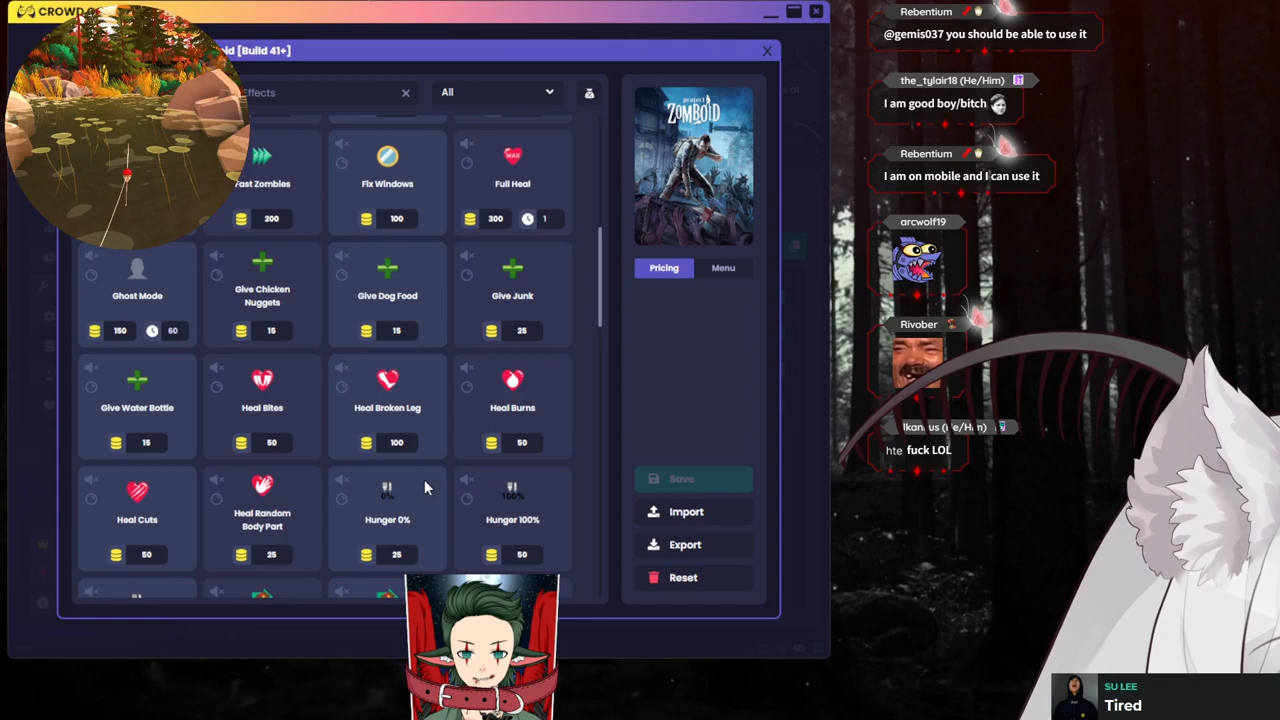 CROWD
[Build 41+]
Effects
All
Fast Zombies
200
Fix Windows
100
MAX
Full Heal
300
1
Ghost Mode
150
60
Give Chicken
Nuggets
15
Give Dog Food
15
Give Junk
25
Give Water Bottle
15
Heal Bites
50
Heal Broken Leg
100
Heal Burns
50
Heal Cuts
50
Heal Random
Body Part
25
0%
Hunger 0%
25
100%
Hunger 100%
50
project
ZOMBOID
Pricing
Menu
Save
Import
Export
Reset
Rebentium
@gemis037 you should be able to use it
the_tylair18 (He/Him)
I am good boy/bitch
Rebentium
I am on mobile and I can use it
arcwolf19
Rivober
hte fuck LOL
SU LEE
Tired